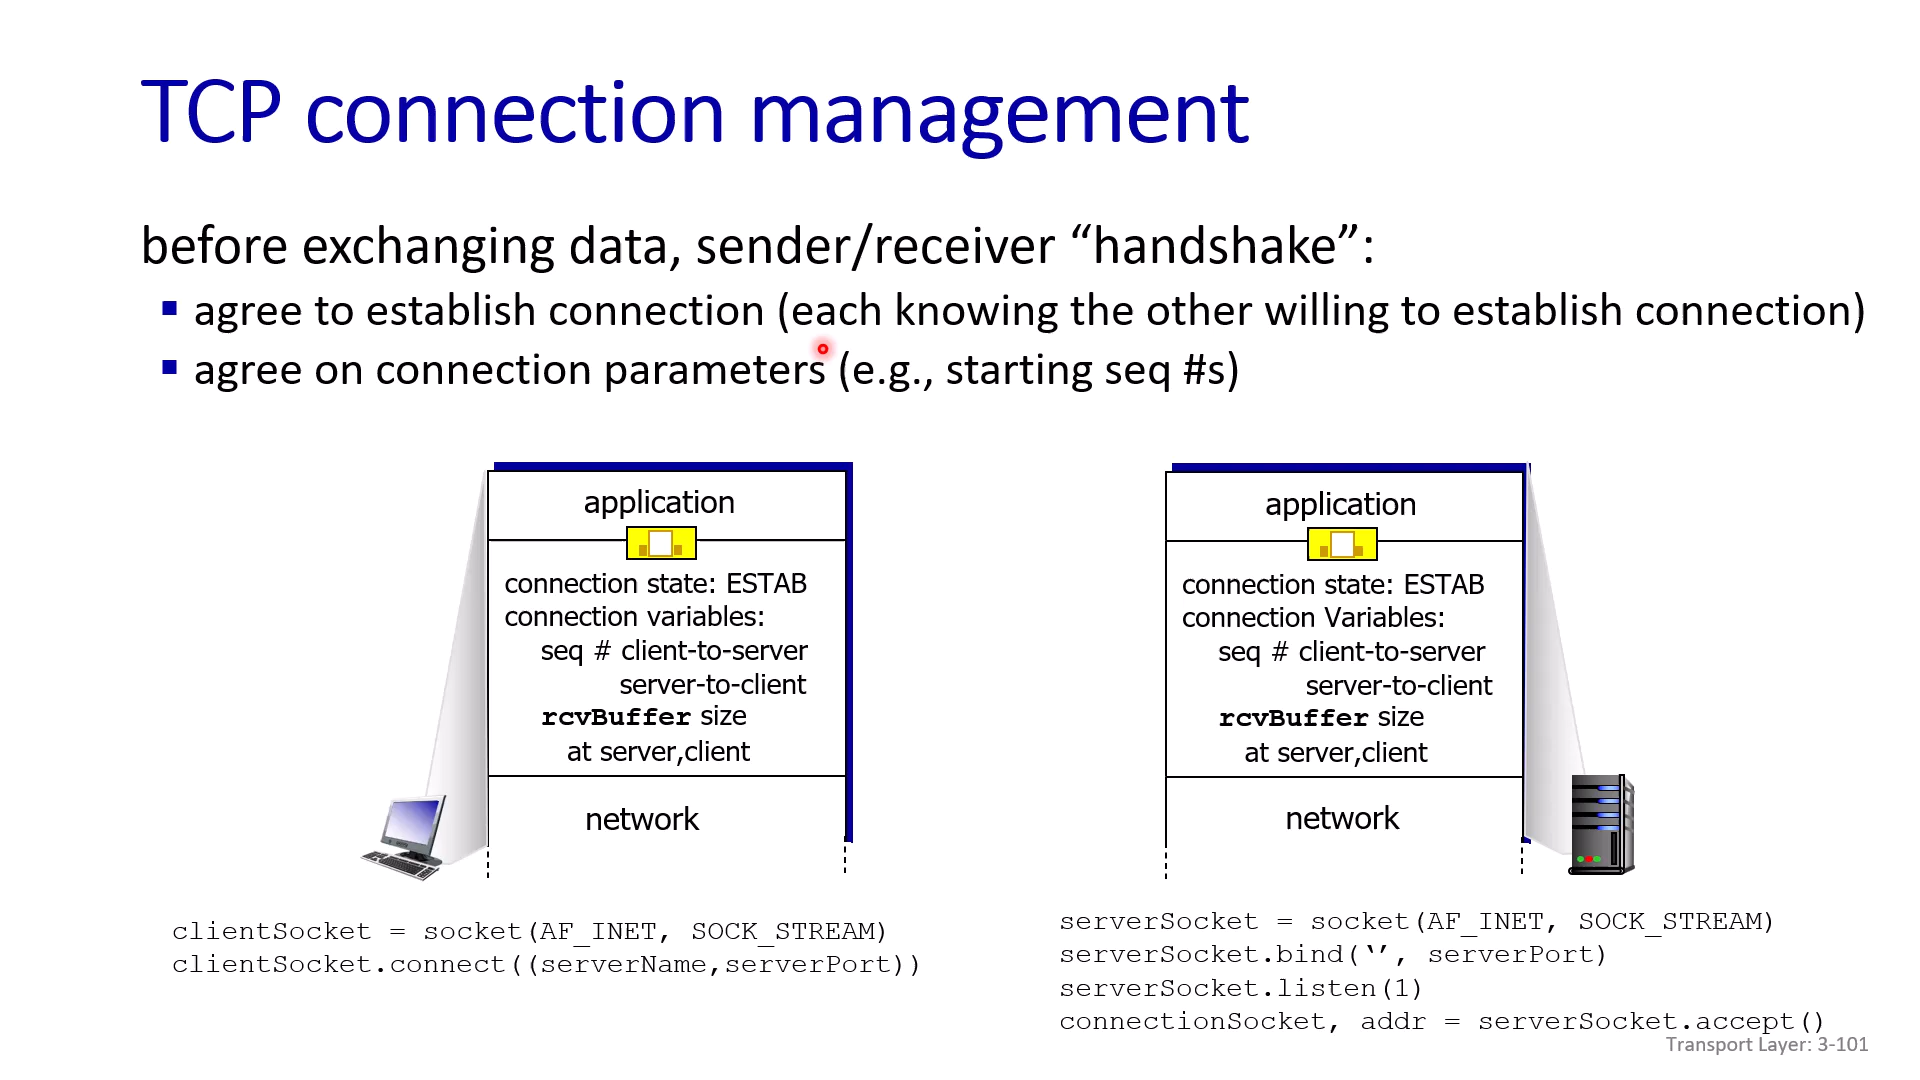 TCP connection management
before exchanging data, sender/receiver “handshake”:
▪ agree to establish connection (each knowing the other willing to establish connection)
▪ agree on connection parameters (e.g., starting seq #s)
application
connection state: ESTAB
connection variables:
seq # client-to-server
server-to-client
rcvBuffer size
at server,client
network
application
connection state: ESTAB
connection Variables:
seq # client-to-server
server-to-client
rcvBuffer size
at server,client
network
clientSocket = socket(AF_INET, SOCK_STREAM)
clientSocket.connect((serverName,serverPort))
serverSocket = socket(AF_INET, SOCK_STREAM)
serverSocket.bind(‘’, serverPort)
serverSocket.listen(1)
connectionSocket, addr = serverSocket.accept()
Transport Layer: 3-101